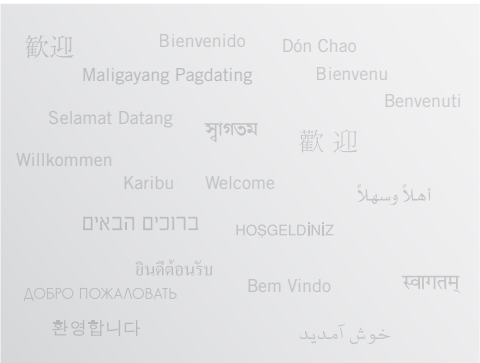 歡迎
Bienvenido
Dón Chao
Maligayang Pagdating
Bienvenu
Benvenuti
Selamat Datang
স্বাগতম
歡 迎
Willkommen
Karibu
Welcome
أهلاً وسهلاً
ברוכים הבאים
HOŞGELDİNİZ
ยินดีต้อนรับ
Bem Vindo
स्वागतम्
ДОБРО ПОЖАЛОВАТЬ
환영합니다
خوش آمدید